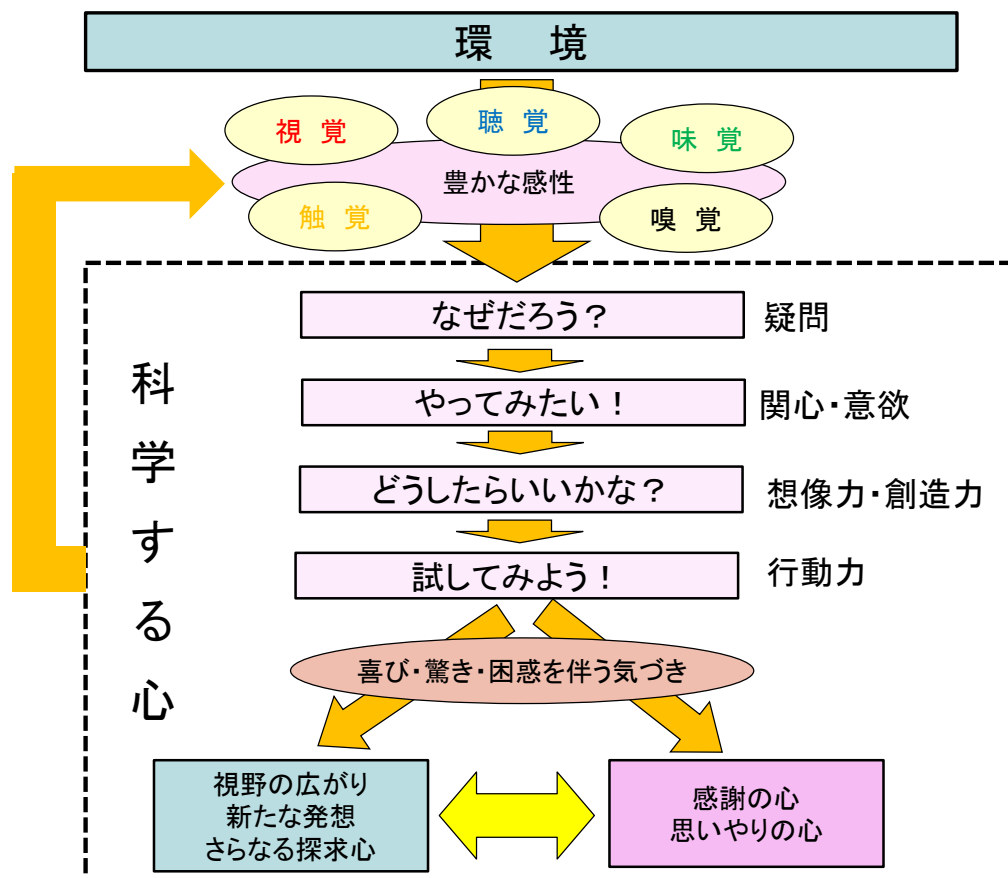 環 境
視 覚
聴 覚
味 覚
豊かな感性
触 覚
嗅 覚
科学する心
なぜだろう?
疑問
やってみたい!
関心・意欲
どうしたらいいかな?
想像力・創造力
試してみよう!
行動力
喜び・驚き・困惑を伴う気づき
視野の広がり
新たな発想
さらなる探求心
感謝の心
思いやりの心